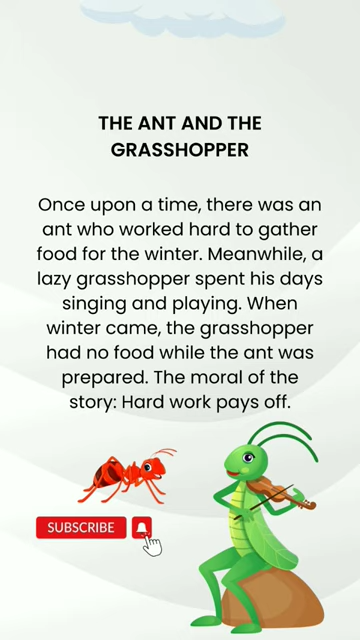 THE ANT AND THE
GRASSHOPPER
Once upon a time, there was an
ant who worked hard to gather
food for the winter. Meanwhile, a
lazy grasshopper spent his days
singing and playing. When
winter came, the grasshopper
had no food while the ant was
prepared. The moral of the
story: Hard work pays off.
SUBSCRIBE